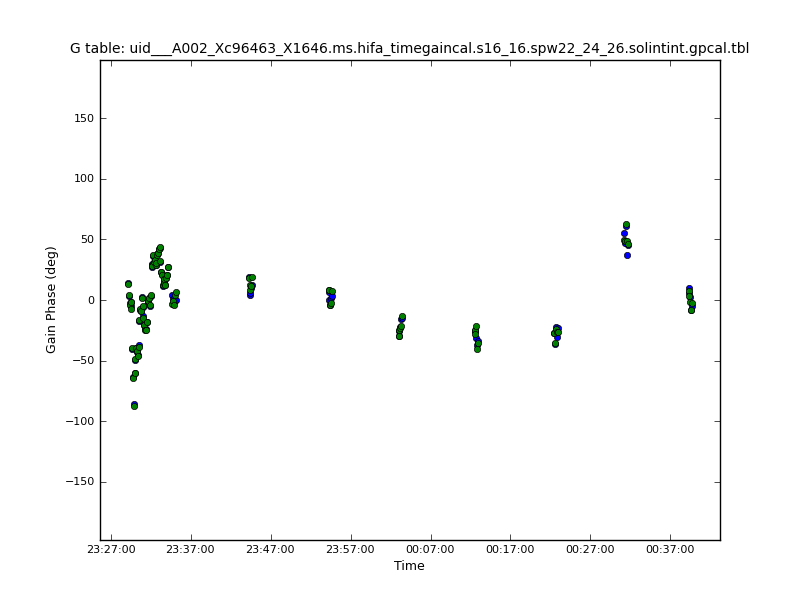 G table: uid___A002_Xc96463_X1646.ms.hifa_timegaincal.s16_16.spw22_24_26.solintint.gpcal.tbl
Gain Phase (deg)
150
100
50
0
−50
−100
−150
23:27:00 23:37:00 23:47:00 23:57:00 00:07:00 00:17:00 00:27:00 00:37:00
Time